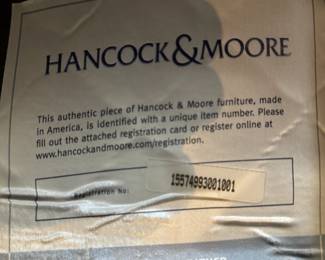 HANCOCK & MOORE
This authentic piece of Hancock & Moore furniture, made
in America, is identified with a unique item number. Please
fill out the attached registration card or register online at
www.hancockandmoore.com/registration.
Registration No: 15574993001001